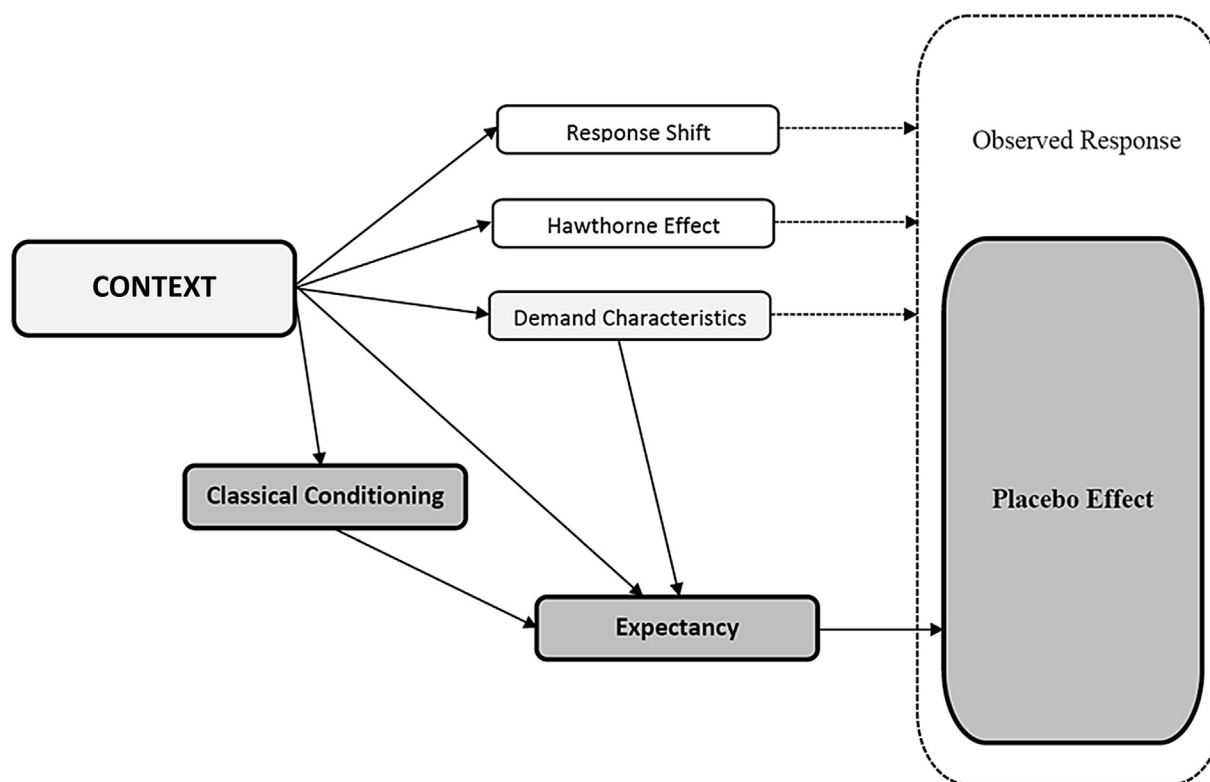 Response Shift
Observed Response
Hawthorne Effect
CONTEXT
Demand Characteristics
Classical Conditioning
Placebo Effect
Expectancy